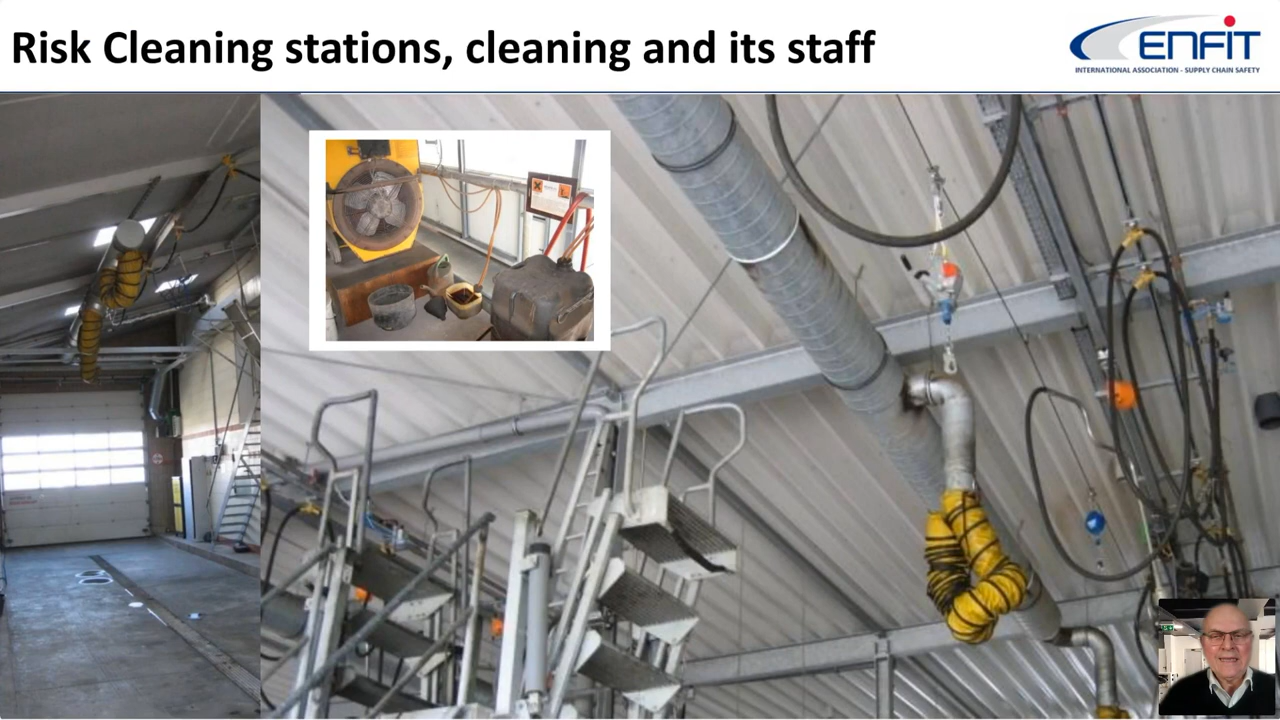 Risk Cleaning stations, cleaning and its staff
ENFIT
INTERNATIONAL ASSOCIATION - SUPPLY CHAIN SAFETY